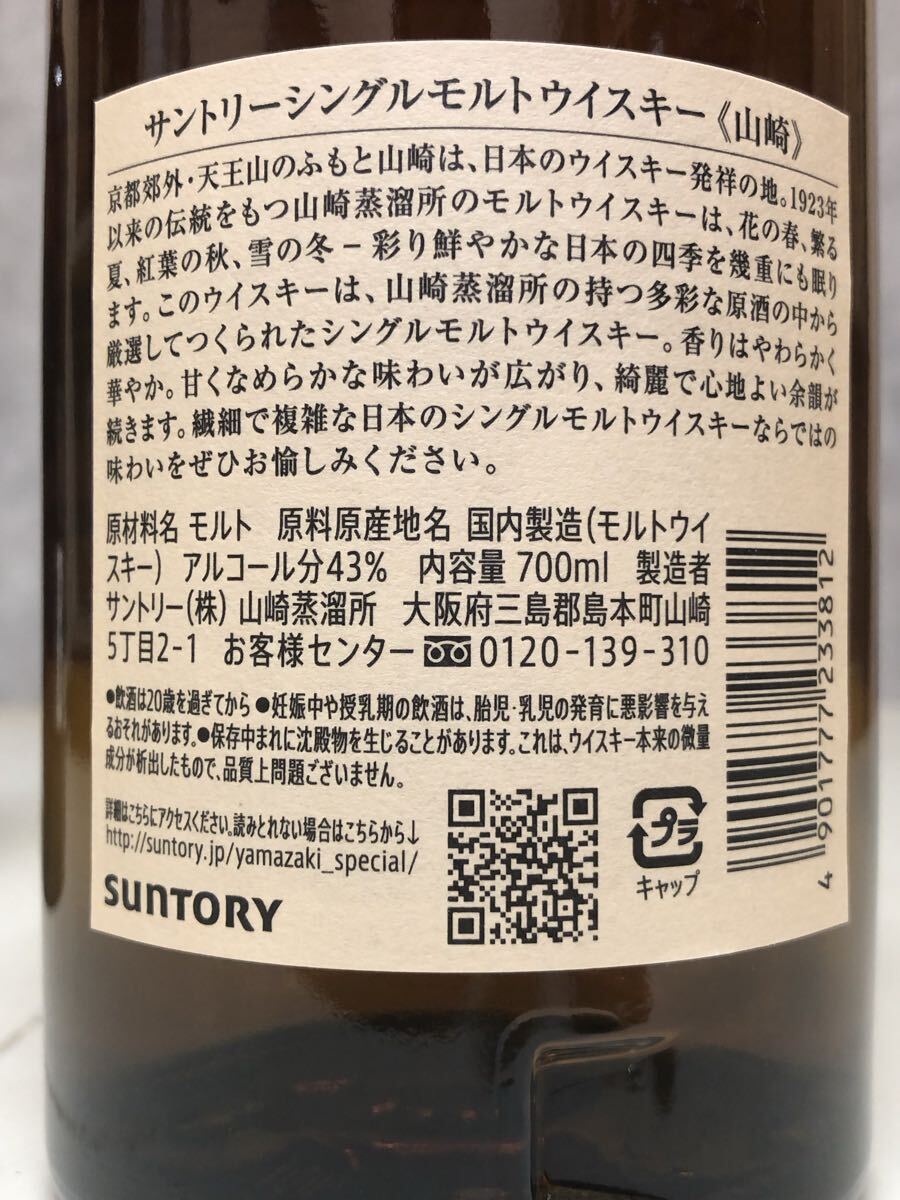 サントリーシングルモルトウイスキー《山崎》
京都郊外・天王山のふもと山崎は、日本のウイスキー発祥の地。1923年
以来の伝統をもつ山崎蒸溜所のモルトウイスキーは、花の春、繁る
夏、紅葉の秋、雪の冬－彩り鮮やかな日本の四季を幾重にも眠り
ます。このウイスキーは、山崎蒸溜所の持つ多彩な原酒の中から
厳選してつくられたシングルモルトウイスキー。香りはやわらかく
華やか。甘くなめらかな味わいが広がり、綺麗で心地よい余韻が
続きます。繊細で複雑な日本のシングルモルトウイスキーならではの
味わいをぜひお愉しみください。
原材料名 モルト 原料原産地名 国内製造(モルトウイ
スキー) アルコール分43% 内容量 700ml 製造者
サントリー(株) 山崎蒸溜所 大阪府三島郡島本町山崎
5丁目2-1 お客様センター 0120-139-310
●飲酒は20歳を過ぎてから ●妊娠中や授乳期の飲酒は、胎児・乳児の発育に悪影響を与え
るおそれがあります。●保存中まれに沈殿物を生じることがあります。これは、ウイスキー本来の微量
成分が析出したもので、品質上問題ございません。
詳細はこちらにアクセスください。読みとれない場合はこちらから↓
http://suntory.jp/yamazaki_special/
SUNTORY
プラ
キャップ
4 901777 233812